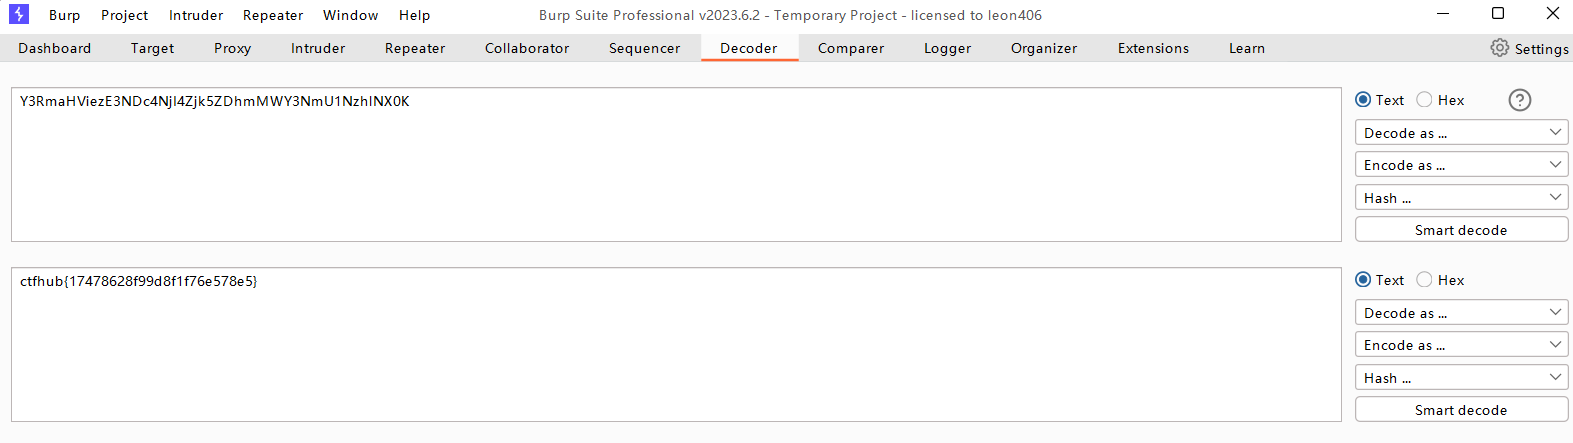 Burp Project Intruder Repeater Window Help Burp Suite Professional v2023.6.2 - Temporary Project - licensed to leon406
Dashboard Target Proxy Intruder Repeater Collaborator Sequencer Decoder Comparer Logger Organizer Extensions Learn Settings
Y3RmaHViezE3NDc4NjI4Zjk5ZDhmMWY3NmU1NzhlNX0K
Text Hex ?
Decode as ...
Encode as ...
Hash ...
Smart decode
ctfhub{17478628f99d8f1f76e578e5}
Text Hex
Decode as ...
Encode as ...
Hash ...
Smart decode